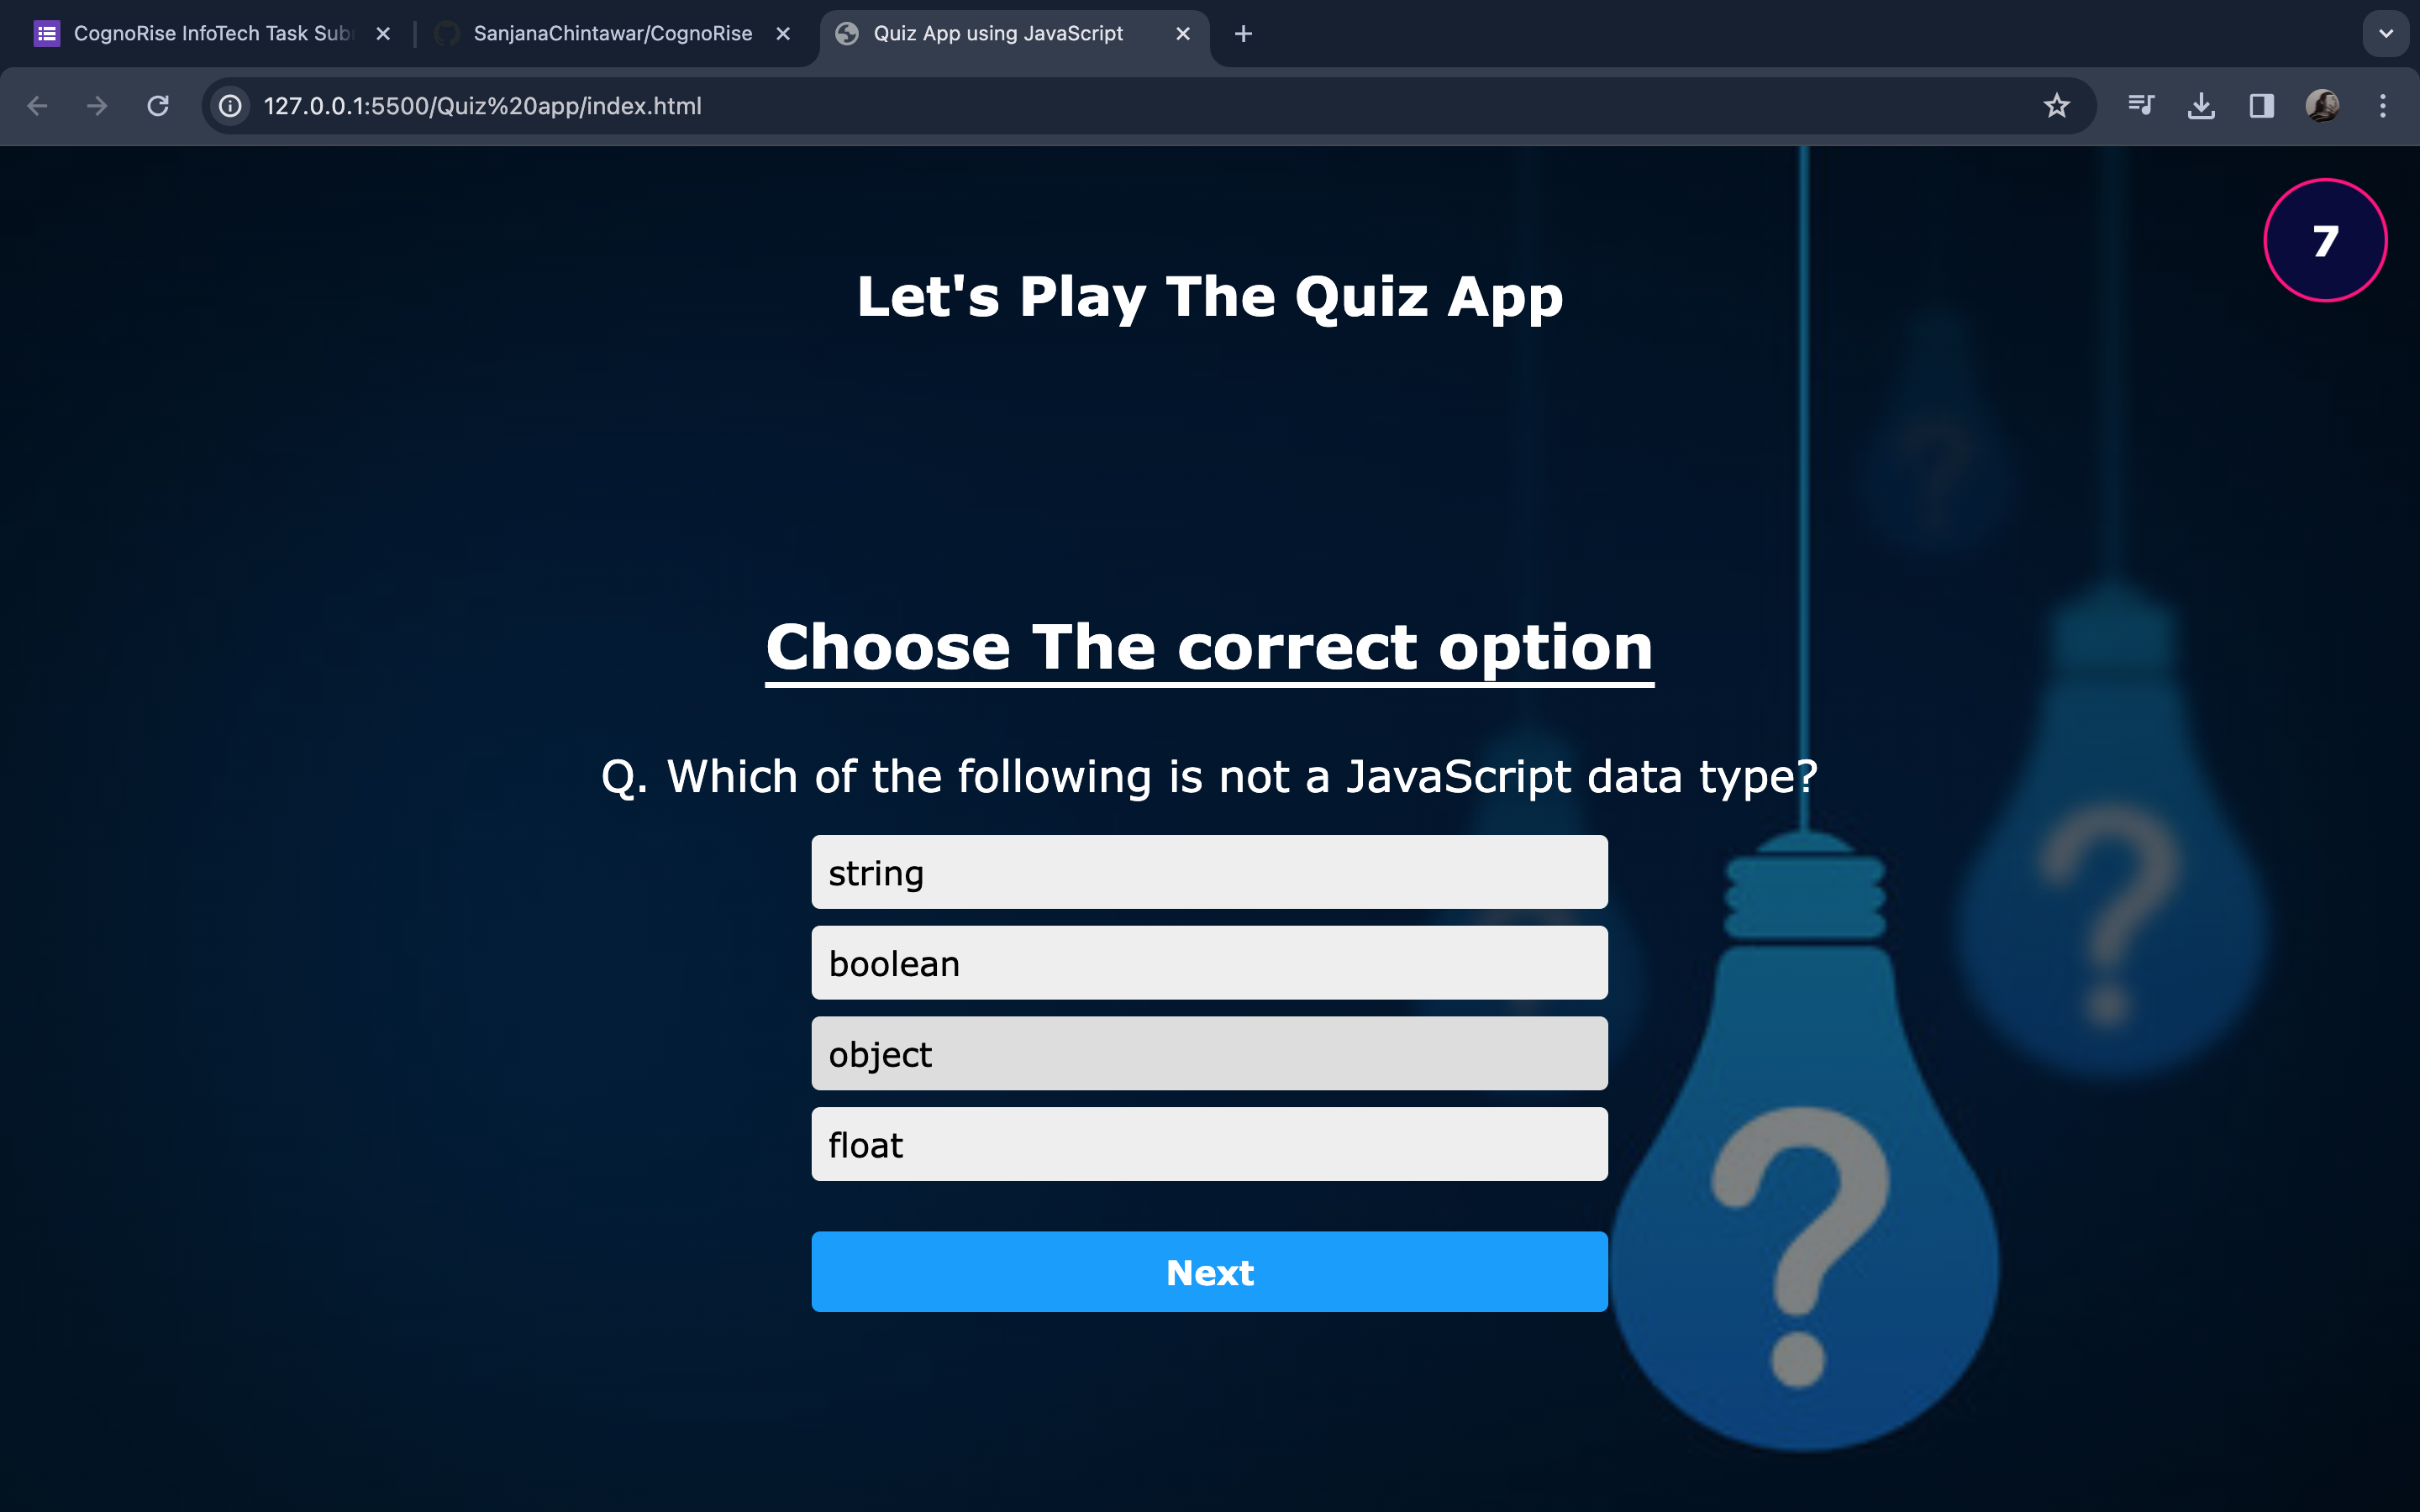 CognoRise InfoTech Task Sub
SanjanaChintawar/CognoRise
Quiz App using JavaScript
127.0.0.1:5500/Quiz%20app/index.html
7
Let's Play The Quiz App
Choose The correct option
Q. Which of the following is not a JavaScript data type?
string
boolean
object
float
Next
?
?
?